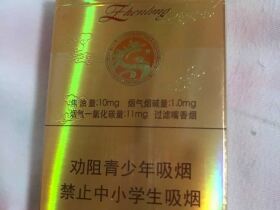 Zhenlong
焦油量:10mg 烟气烟碱量:1.0mg
烟气一氧化碳量:11mg 过滤嘴香烟
劝阻青少年吸烟
禁止中小学生吸烟